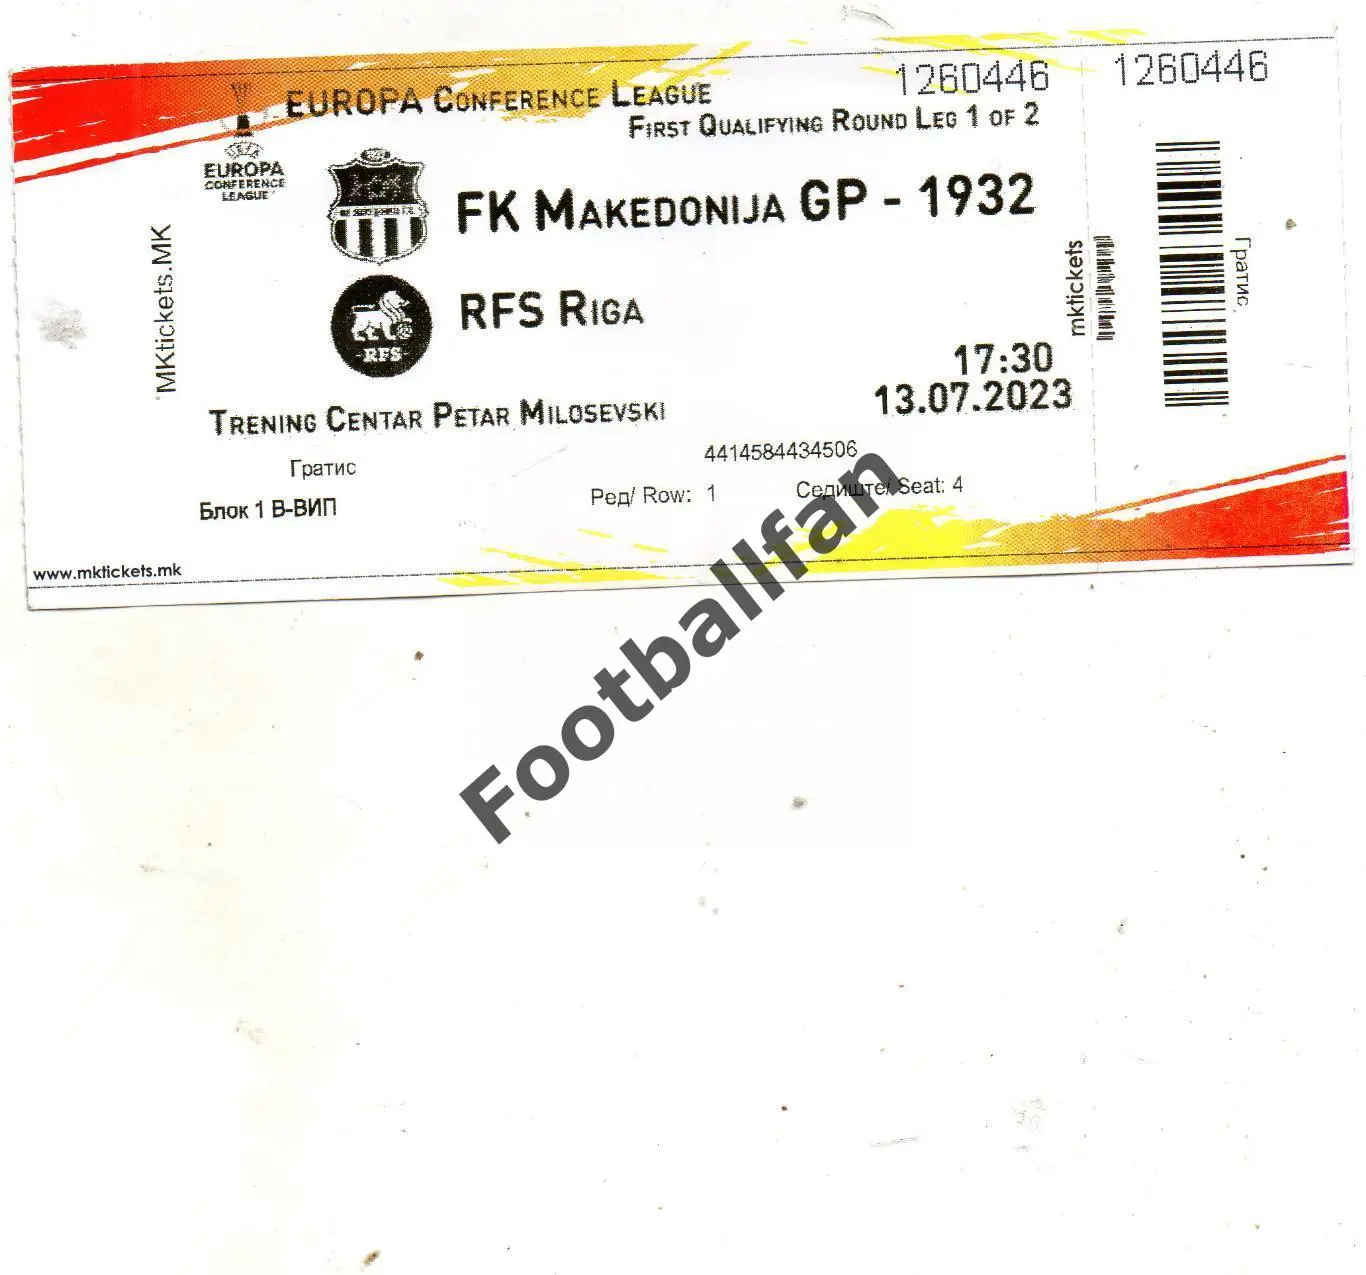 1260446
1260446
EUROPA CONFERENCE LEAGUE
FIRST QUALIFYING ROUND LEG 1 OF 2
UEFA
EUROPA
CONFERENCE
LEAGUE
FK MAKEDONIJA GP - 1932
RFS RIGA
RFS
MKtickets.MK
mktickets
Гратис
17:30
13.07.2023
TRENING CENTAR PETAR MILOSEVSKI
4414584434506
Гратис
Ред/ Row: 1
Седиште/ Seat: 4
Блок 1 В-ВИП
www.mktickets.mk
Footballfan